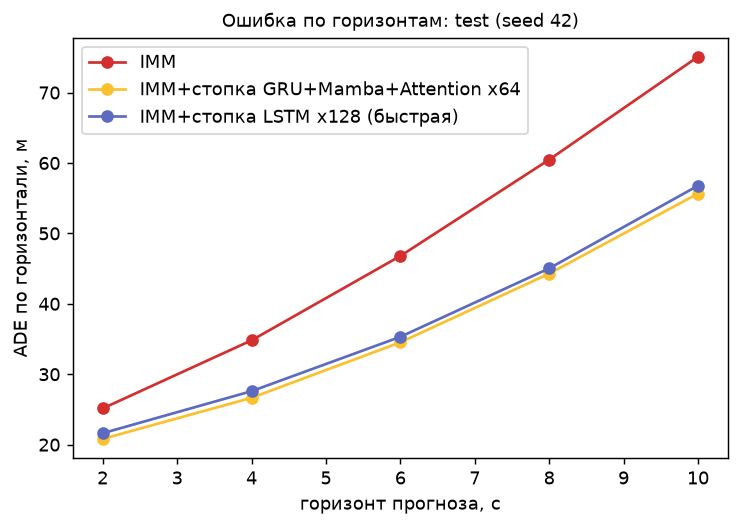 Ошибка по горизонтам: test (seed 42)
IMM
IMM+стопка GRU+Mamba+Attention x64
IMM+стопка LSTM x128 (быстрая)
ADE по горизонтали, м
70
60
50
40
30
20
2 3 4 5 6 7 8 9 10
горизонт прогноза, с